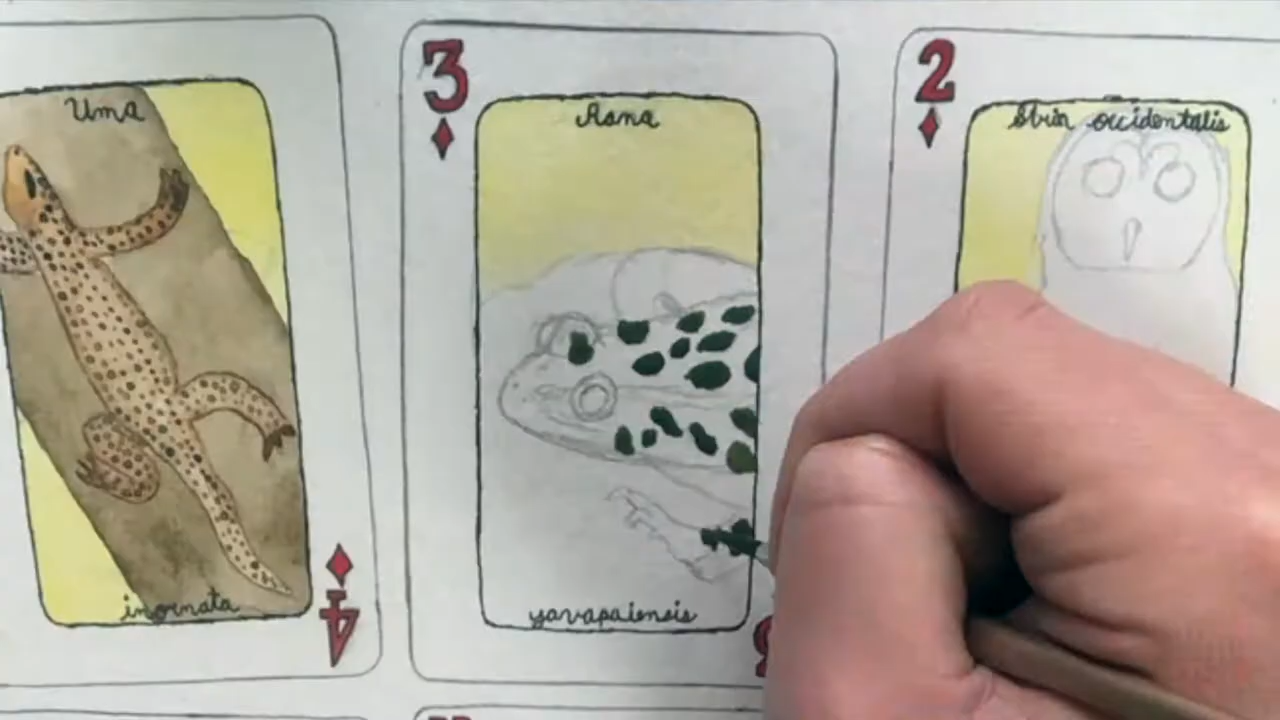 Uma
inornata
4
3
Rana
yavapaiensis
2
Strix occidentalis